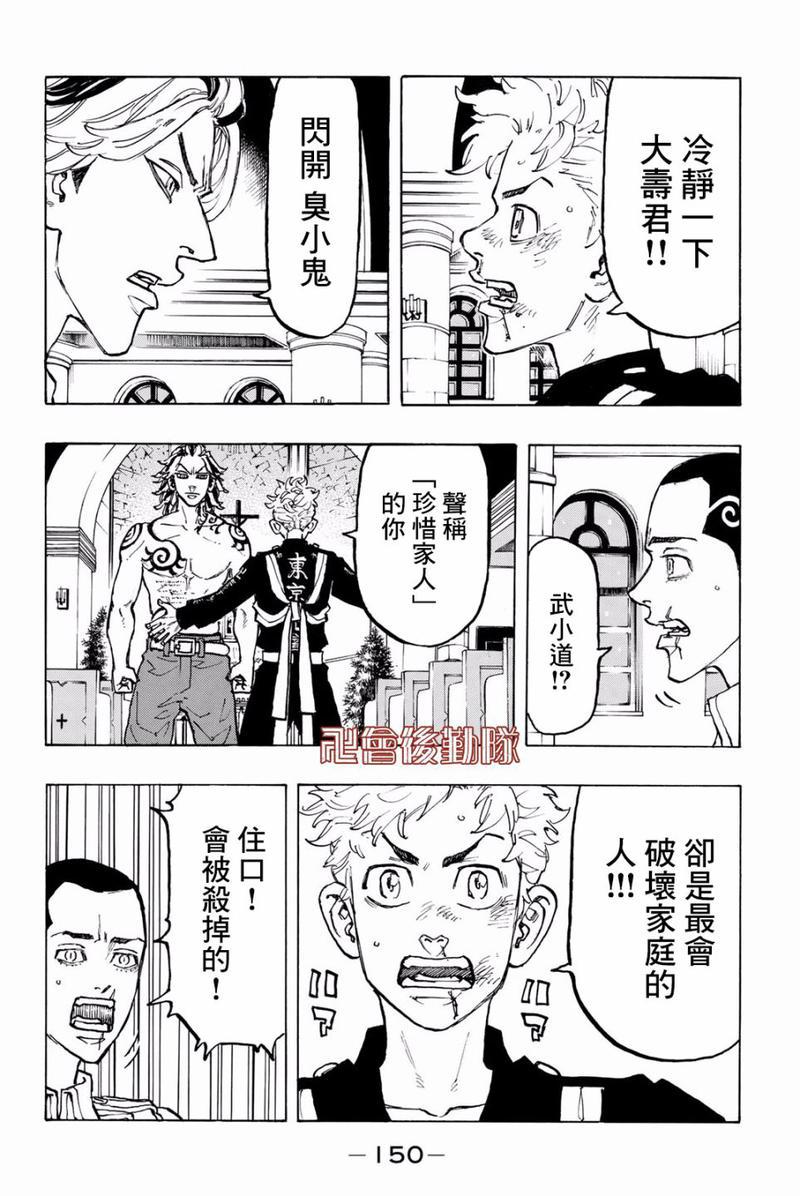 冷靜一下
大壽君!!
閃開 臭小鬼
武小道!?
聲稱
「珍惜家人」
的你
東京
卍會後勤隊
卻是最會
破壞家庭的
人!!!
ハァ
ハァ
住口！
會被殺掉的！
—150—